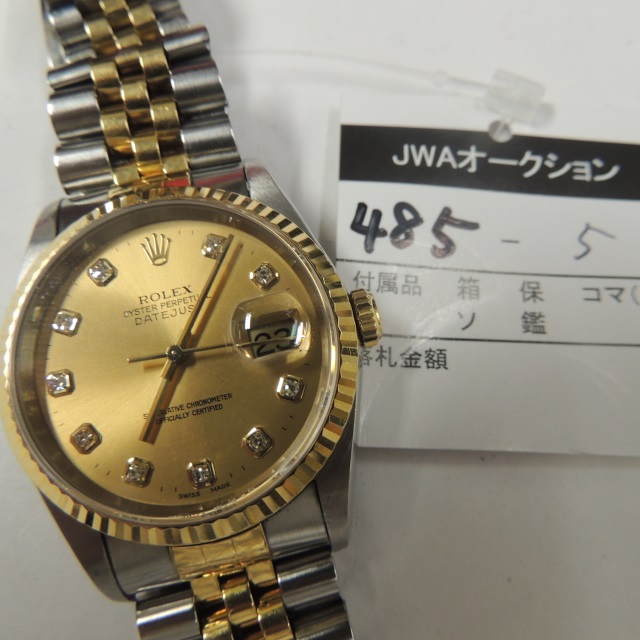 ROLEX
OYSTER PERPETUAL
DATEJUST
23
SUPERLATIVE CHRONOMETER
OFFICIALLY CERTIFIED
SWISS MADE
JWAオークション
485 - 5
付属品 箱 保 コマ(
ソ 鑑
落札金額